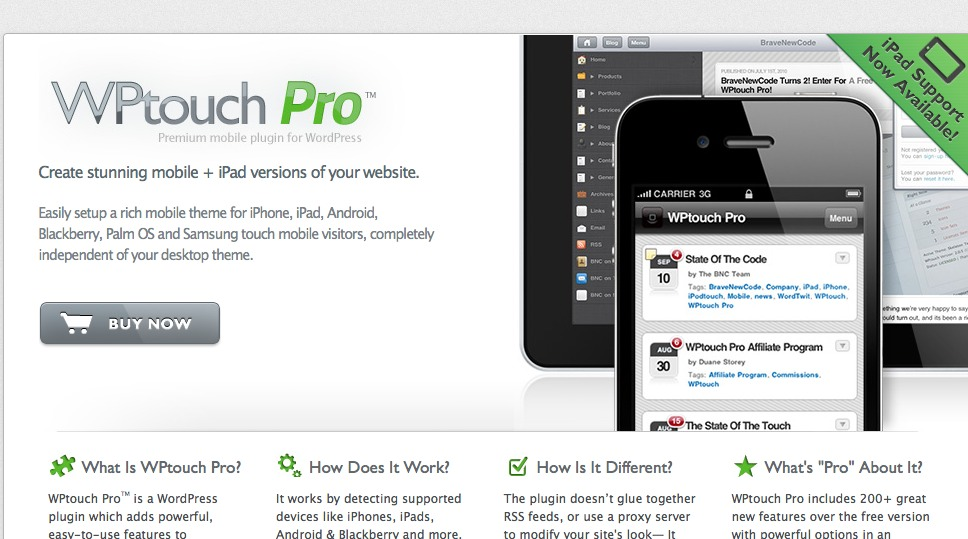 WPtouch Pro™
Premium mobile plugin for WordPress
Create stunning mobile + iPad versions of your website.
Easily setup a rich mobile theme for iPhone, iPad, Android,
Blackberry, Palm OS and Samsung touch mobile visitors, completely
independent of your desktop theme.
BUY NOW
iPad Support
Now Available!
Blog
Menu
BraveNewCode
Home
Products
Portfolio
Services
Blog
Archives
Links
Email
RSS
BNC on
BNC on
BNC on
PUBLISHED ON JULY 1ST, 2010
BraveNewCode Turns 2! Enter For A Free
WPtouch Pro!
Not registered
You can sign-up
Lost your
You can reset it here.
CARRIER 3G
WPtouch Pro
Menu
SEP
10
4
State Of The Code
by The BNC Team
Tags: BraveNewCode, Company, iPad, iPhone,
iPodtouch, Mobile, news, WordTwit, WPtouch,
WPtouch Pro
AUG
30
6
WPtouch Pro Affiliate Program
by Duane Storey
Tags: Affiliate Program, Commissions,
WPtouch
AUG
15
The State Of The Touch
thing we're very happy to say
ould turn out, and its been a
What Is WPtouch Pro?
WPtouch Pro™ is a WordPress
plugin which adds powerful,
easy-to-use features to
How Does It Work?
It works by detecting supported
devices like iPhones, iPads,
Android & Blackberry and more,
How Is It Different?
The plugin doesn’t glue together
RSS feeds, or use a proxy server
to modify your site's look— It
What's "Pro" About It?
WPtouch Pro includes 200+ great
new features over the free version
with powerful options in an